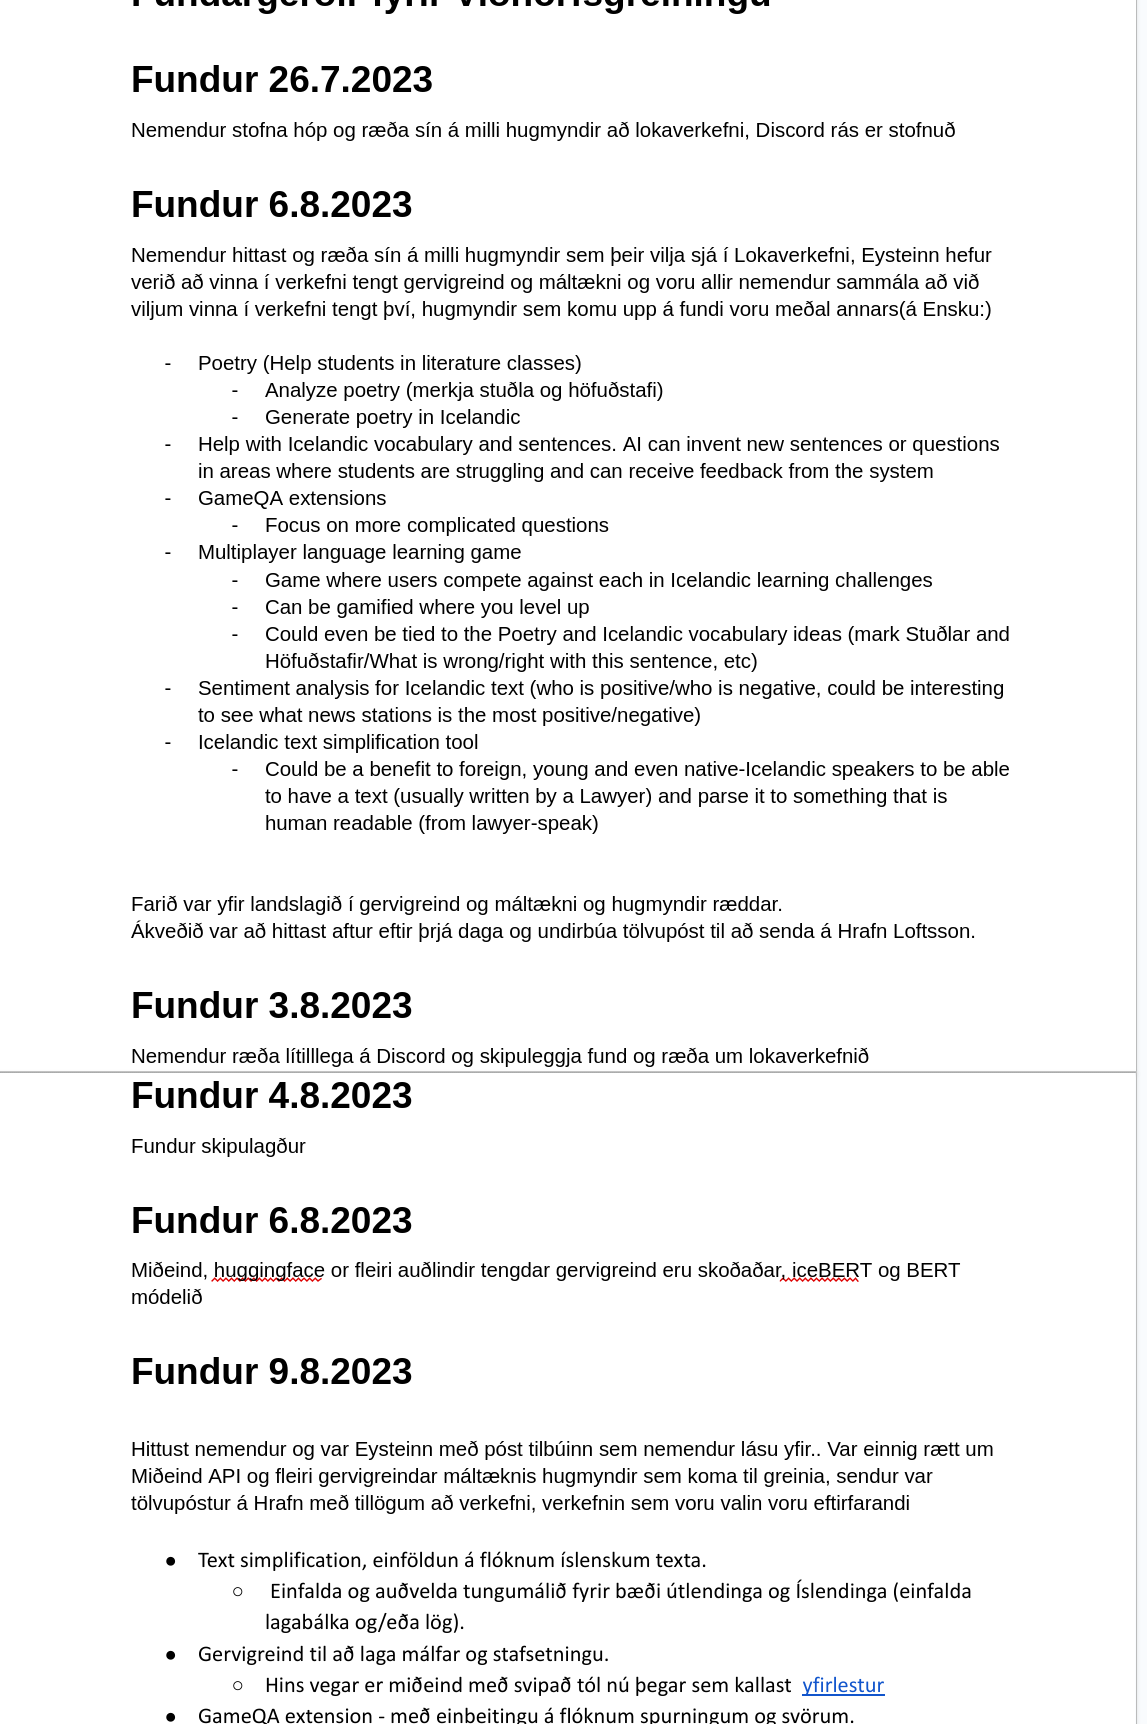 Fundargerðir fyrir Viðhorfsgreiningu
Fundur 26.7.2023
Nemendur stofna hóp og ræða sín á milli hugmyndir að lokaverkefni, Discord rás er stofnuð
Fundur 6.8.2023
Nemendur hittast og ræða sín á milli hugmyndir sem þeir vilja sjá í Lokaverkefni, Eysteinn hefur
verið að vinna í verkefni tengt gervigreind og máltækni og voru allir nemendur sammála að við
viljum vinna í verkefni tengt því, hugmyndir sem komu upp á fundi voru meðal annars(á Ensku:)
- Poetry (Help students in literature classes)
- Analyze poetry (merkja stuðla og höfuðstafi)
- Generate poetry in Icelandic
- Help with Icelandic vocabulary and sentences. AI can invent new sentences or questions
in areas where students are struggling and can receive feedback from the system
- GameQA extensions
- Focus on more complicated questions
- Multiplayer language learning game
- Game where users compete against each in Icelandic learning challenges
- Can be gamified where you level up
- Could even be tied to the Poetry and Icelandic vocabulary ideas (mark Stuðlar and
Höfuðstafir/What is wrong/right with this sentence, etc)
- Sentiment analysis for Icelandic text (who is positive/who is negative, could be interesting
to see what news stations is the most positive/negative)
- Icelandic text simplification tool
- Could be a benefit to foreign, young and even native-Icelandic speakers to be able
to have a text (usually written by a Lawyer) and parse it to something that is
human readable (from lawyer-speak)
Farið var yfir landslagið í gervigreind og máltækni og hugmyndir ræddar.
Ákveðið var að hittast aftur eftir þrjá daga og undirbúa tölvupóst til að senda á Hrafn Loftsson.
Fundur 3.8.2023
Nemendur ræða lítilllega á Discord og skipuleggja fund og ræða um lokaverkefnið
Fundur 4.8.2023
Fundur skipulagður
Fundur 6.8.2023
Miðeind, huggingface or fleiri auðlindir tengdar gervigreind eru skoðaðar, iceBERT og BERT
módelið
Fundur 9.8.2023
Hittust nemendur og var Eysteinn með póst tilbúinn sem nemendur lásu yfir.. Var einnig rætt um
Miðeind API og fleiri gervigreindar máltæknis hugmyndir sem koma til greinia, sendur var
tölvupóstur á Hrafn með tillögum að verkefni, verkefnin sem voru valin voru eftirfarandi
● Text simplification, einföldun á flóknum íslenskum texta.
○ Einfalda og auðvelda tungumálið fyrir bæði útlendinga og Íslendinga (einfalda
lagabálka og/eða lög).
● Gervigreind til að laga málfar og stafsetningu.
○ Hins vegar er miðeind með svipað tól nú þegar sem kallast yfirlestur
● GameQA extension - með einbeitingu á flóknum spurningum og svörum.